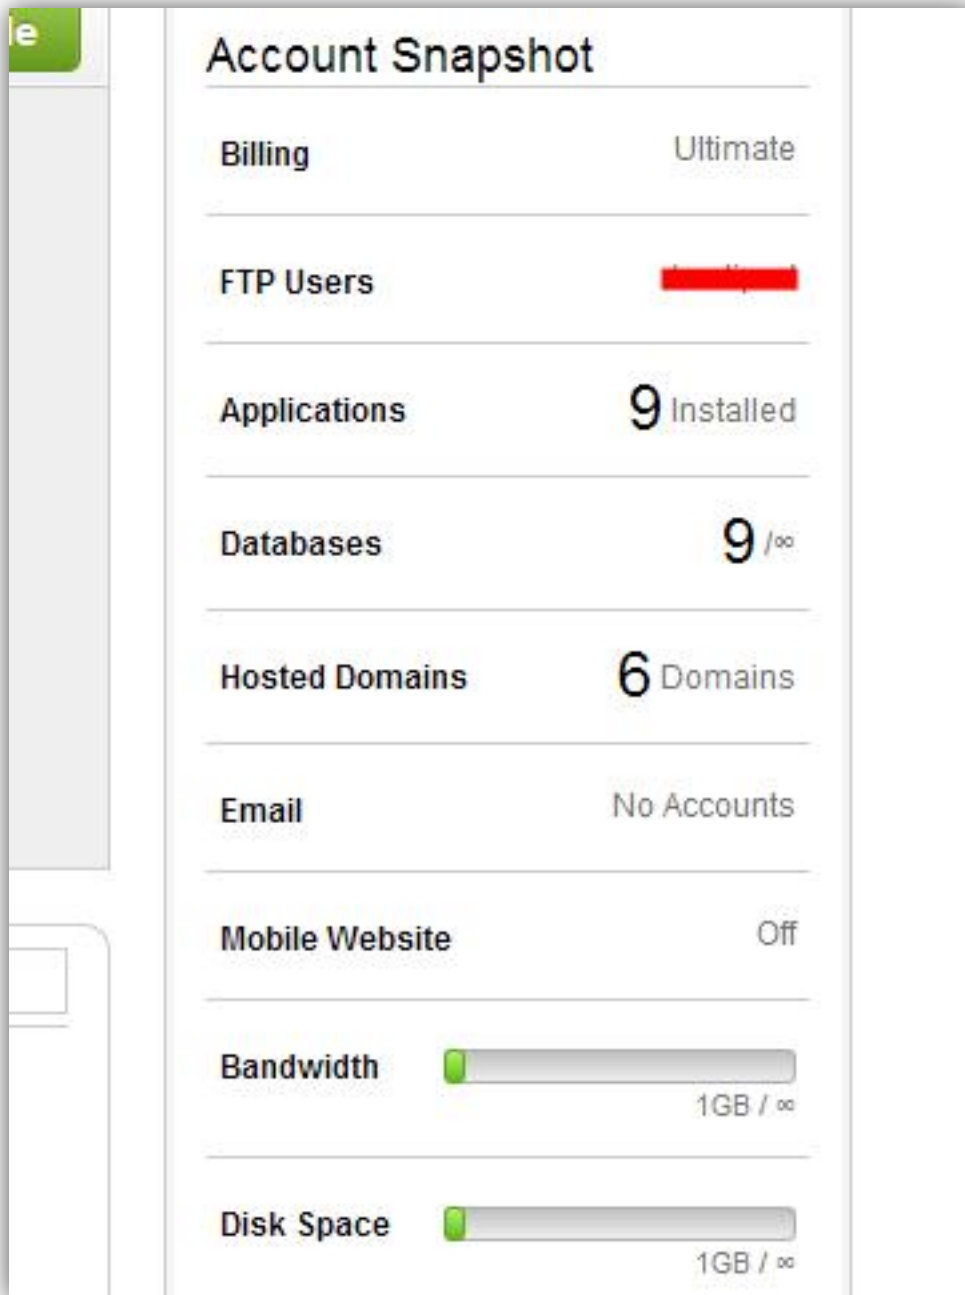 le
Account Snapshot
Billing Ultimate
FTP Users
Applications 9 Installed
Databases 9 /∞
Hosted Domains 6 Domains
Email No Accounts
Mobile Website Off
Bandwidth
1GB / ∞
Disk Space
1GB / ∞